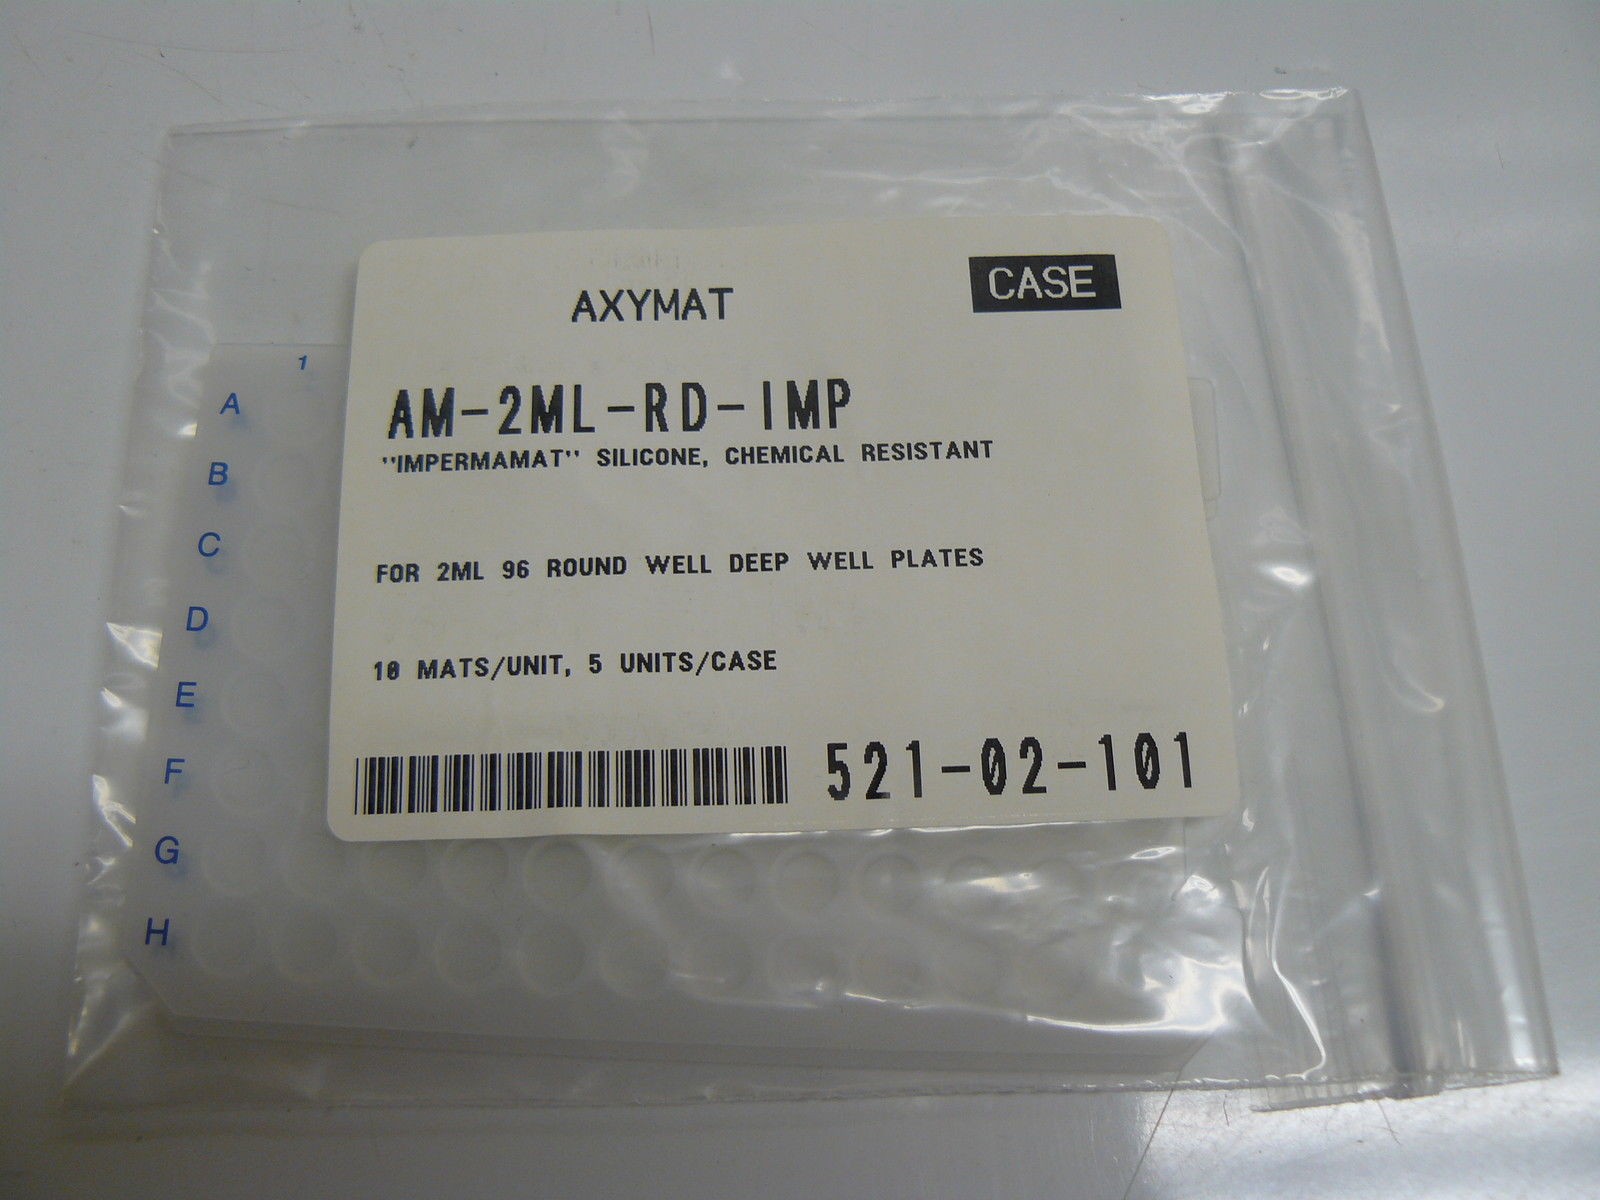 AXYMAT
CASE
AM-2ML-RD-IMP
"IMPERMAMAT" SILICONE, CHEMICAL RESISTANT
FOR 2ML 96 ROUND WELL DEEP WELL PLATES
10 MATS/UNIT, 5 UNITS/CASE
521-02-101
1
A
B
C
D
E
F
G
H